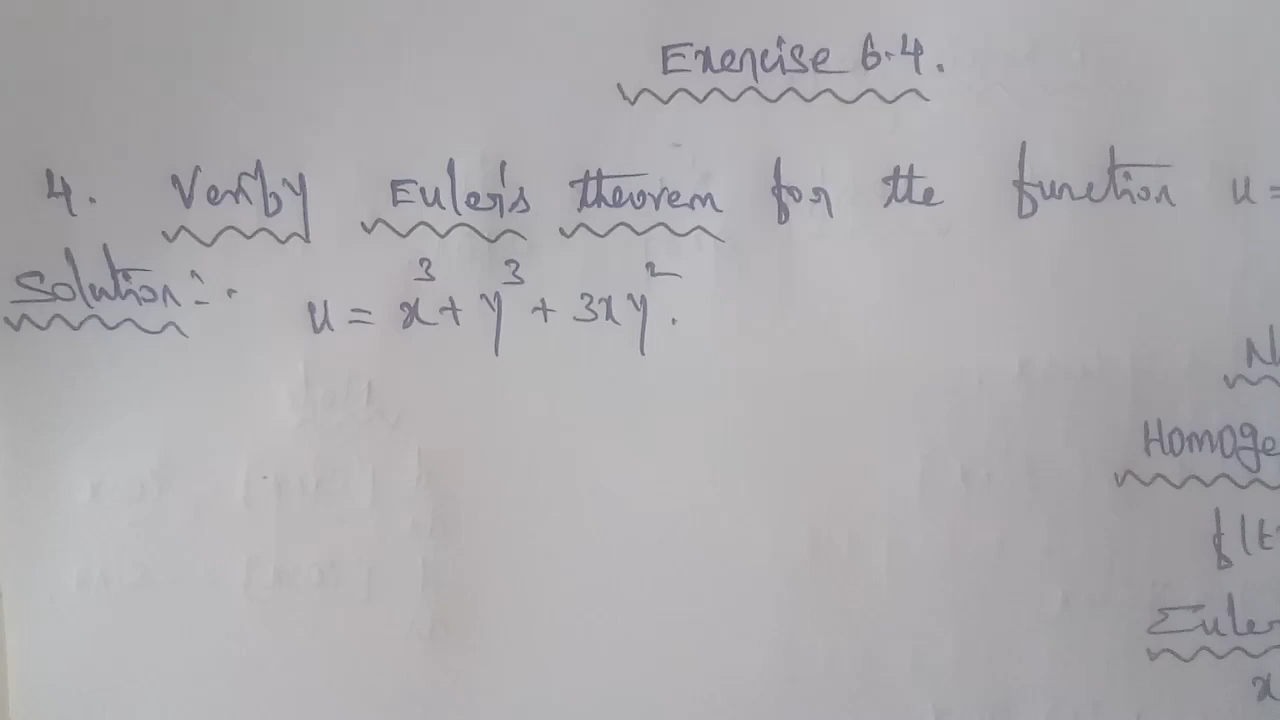 Exercise 6.4.
4. Verify Euler's theorem for the function u =
Solution:-
u = x³ + y³ + 3xy².
Homoge
f(t
Euler
x